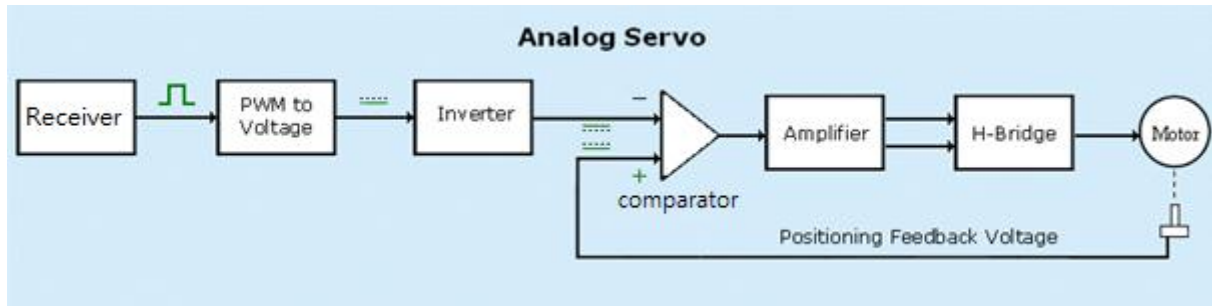 Analog Servo
Receiver
PWM to
Voltage
Inverter
−
+
comparator
Amplifier
H-Bridge
Motor
Positioning Feedback Voltage